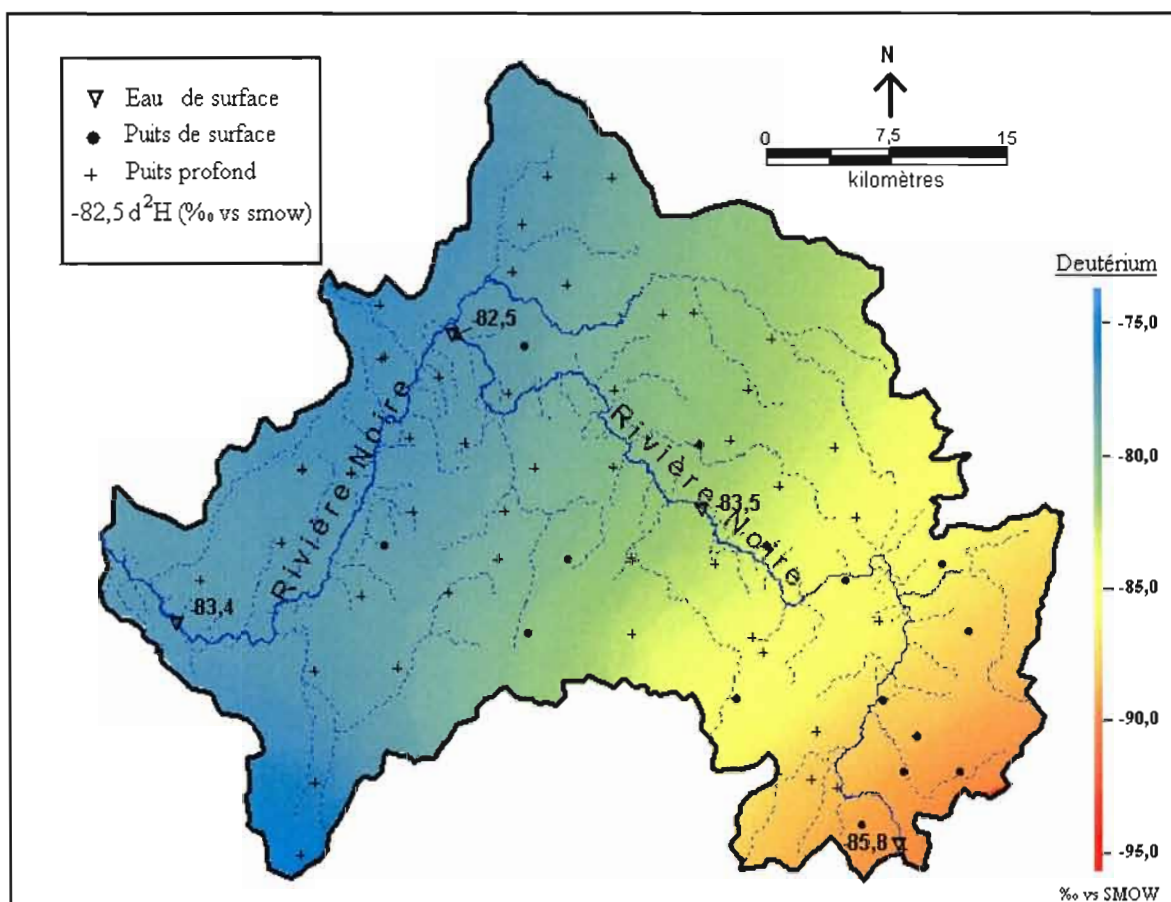 ▽ Eau de surface
● Puits de surface
+ Puits profond
-82,5 d²H (‰ vs smow)
N
0 7,5 15
kilomètres
Deutérium
-75,0
-80,0
-85,0
-90,0
-95,0
‰ vs SMOW
-82,5
Rivière Noire
Rivière Noire
-83,5
-83,4
-85,8